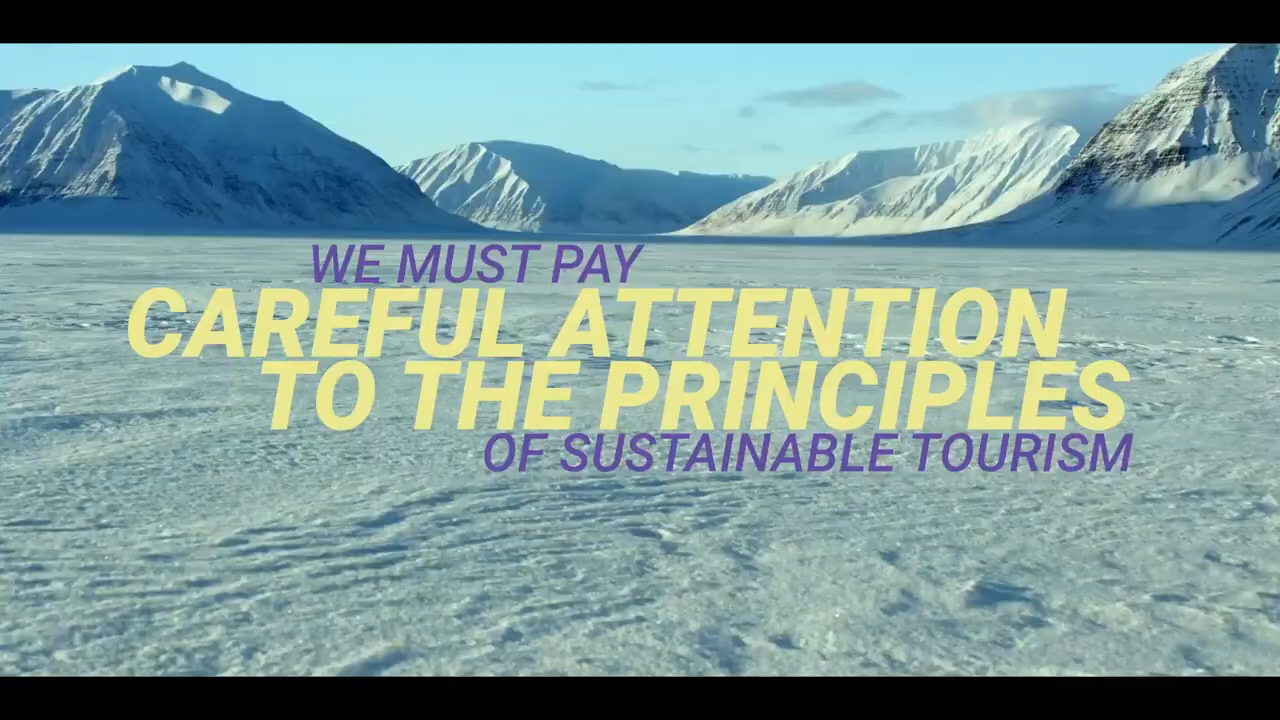 WE MUST PAY
CAREFUL ATTENTION
TO THE PRINCIPLES
OF SUSTAINABLE TOURISM